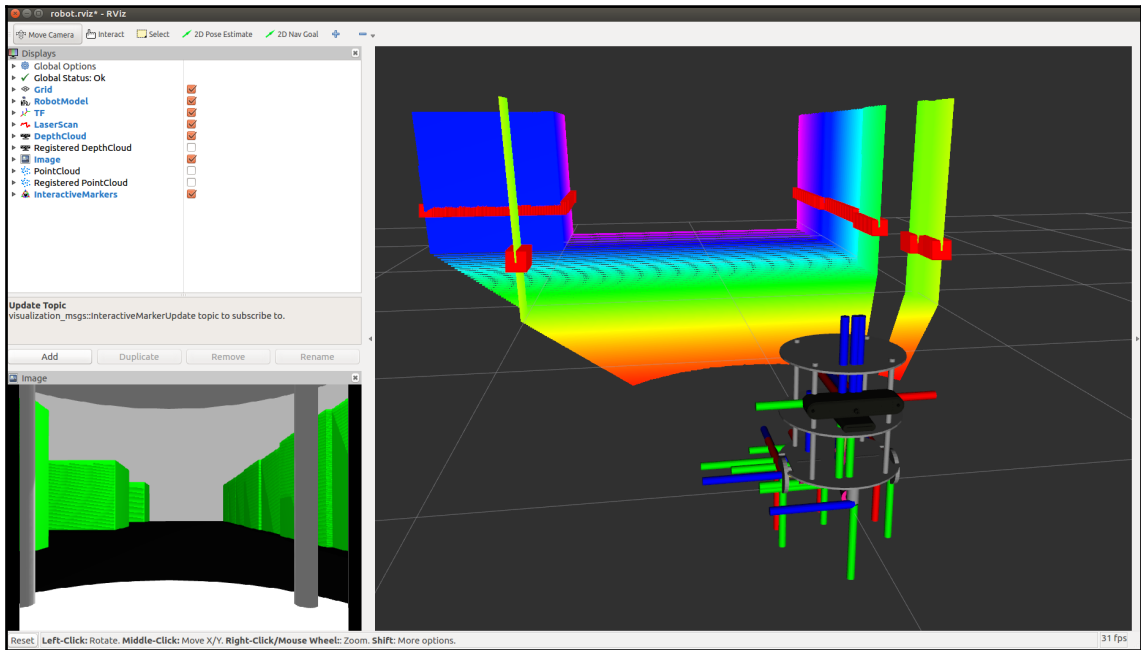 robot.rviz* - RViz
Move Camera Interact Select 2D Pose Estimate 2D Nav Goal
Displays
Global Options
Global Status: Ok
Grid
RobotModel
TF
LaserScan
DepthCloud
Registered DepthCloud
Image
PointCloud
Registered PointCloud
InteractiveMarkers
Update Topic
visualization_msgs::InteractiveMarkerUpdate topic to subscribe to.
Add Duplicate Remove Rename
Image
Reset Left-Click: Rotate. Middle-Click: Move X/Y. Right-Click/Mouse Wheel:: Zoom. Shift: More options. 31 fps